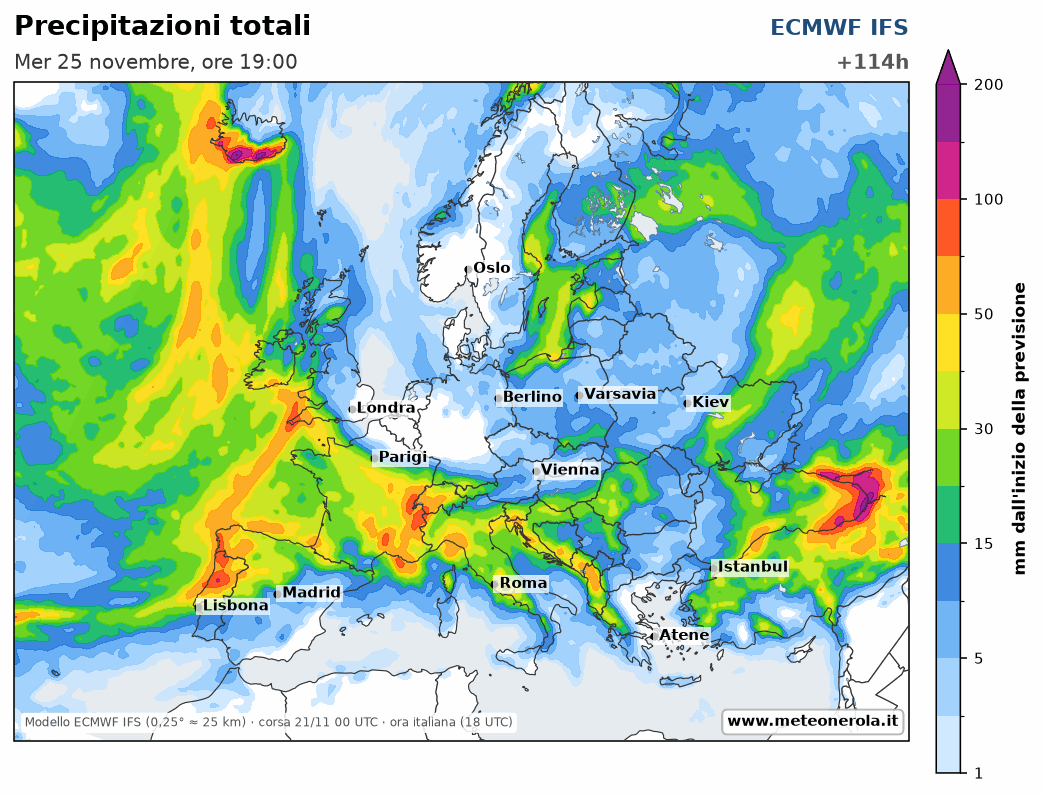 Precipitazioni totali
ECMWF IFS
Mer 25 novembre, ore 19:00
+114h
200
100
50
30
15
5
1
mm dall'inizio della previsione
Oslo
Londra
Berlino
Varsavia
Kiev
Parigi
Vienna
Istanbul
Roma
Madrid
Lisbona
Atene
Modello ECMWF IFS (0,25° ≈ 25 km) · corsa 21/11 00 UTC · ora italiana (18 UTC)
www.meteonerola.it